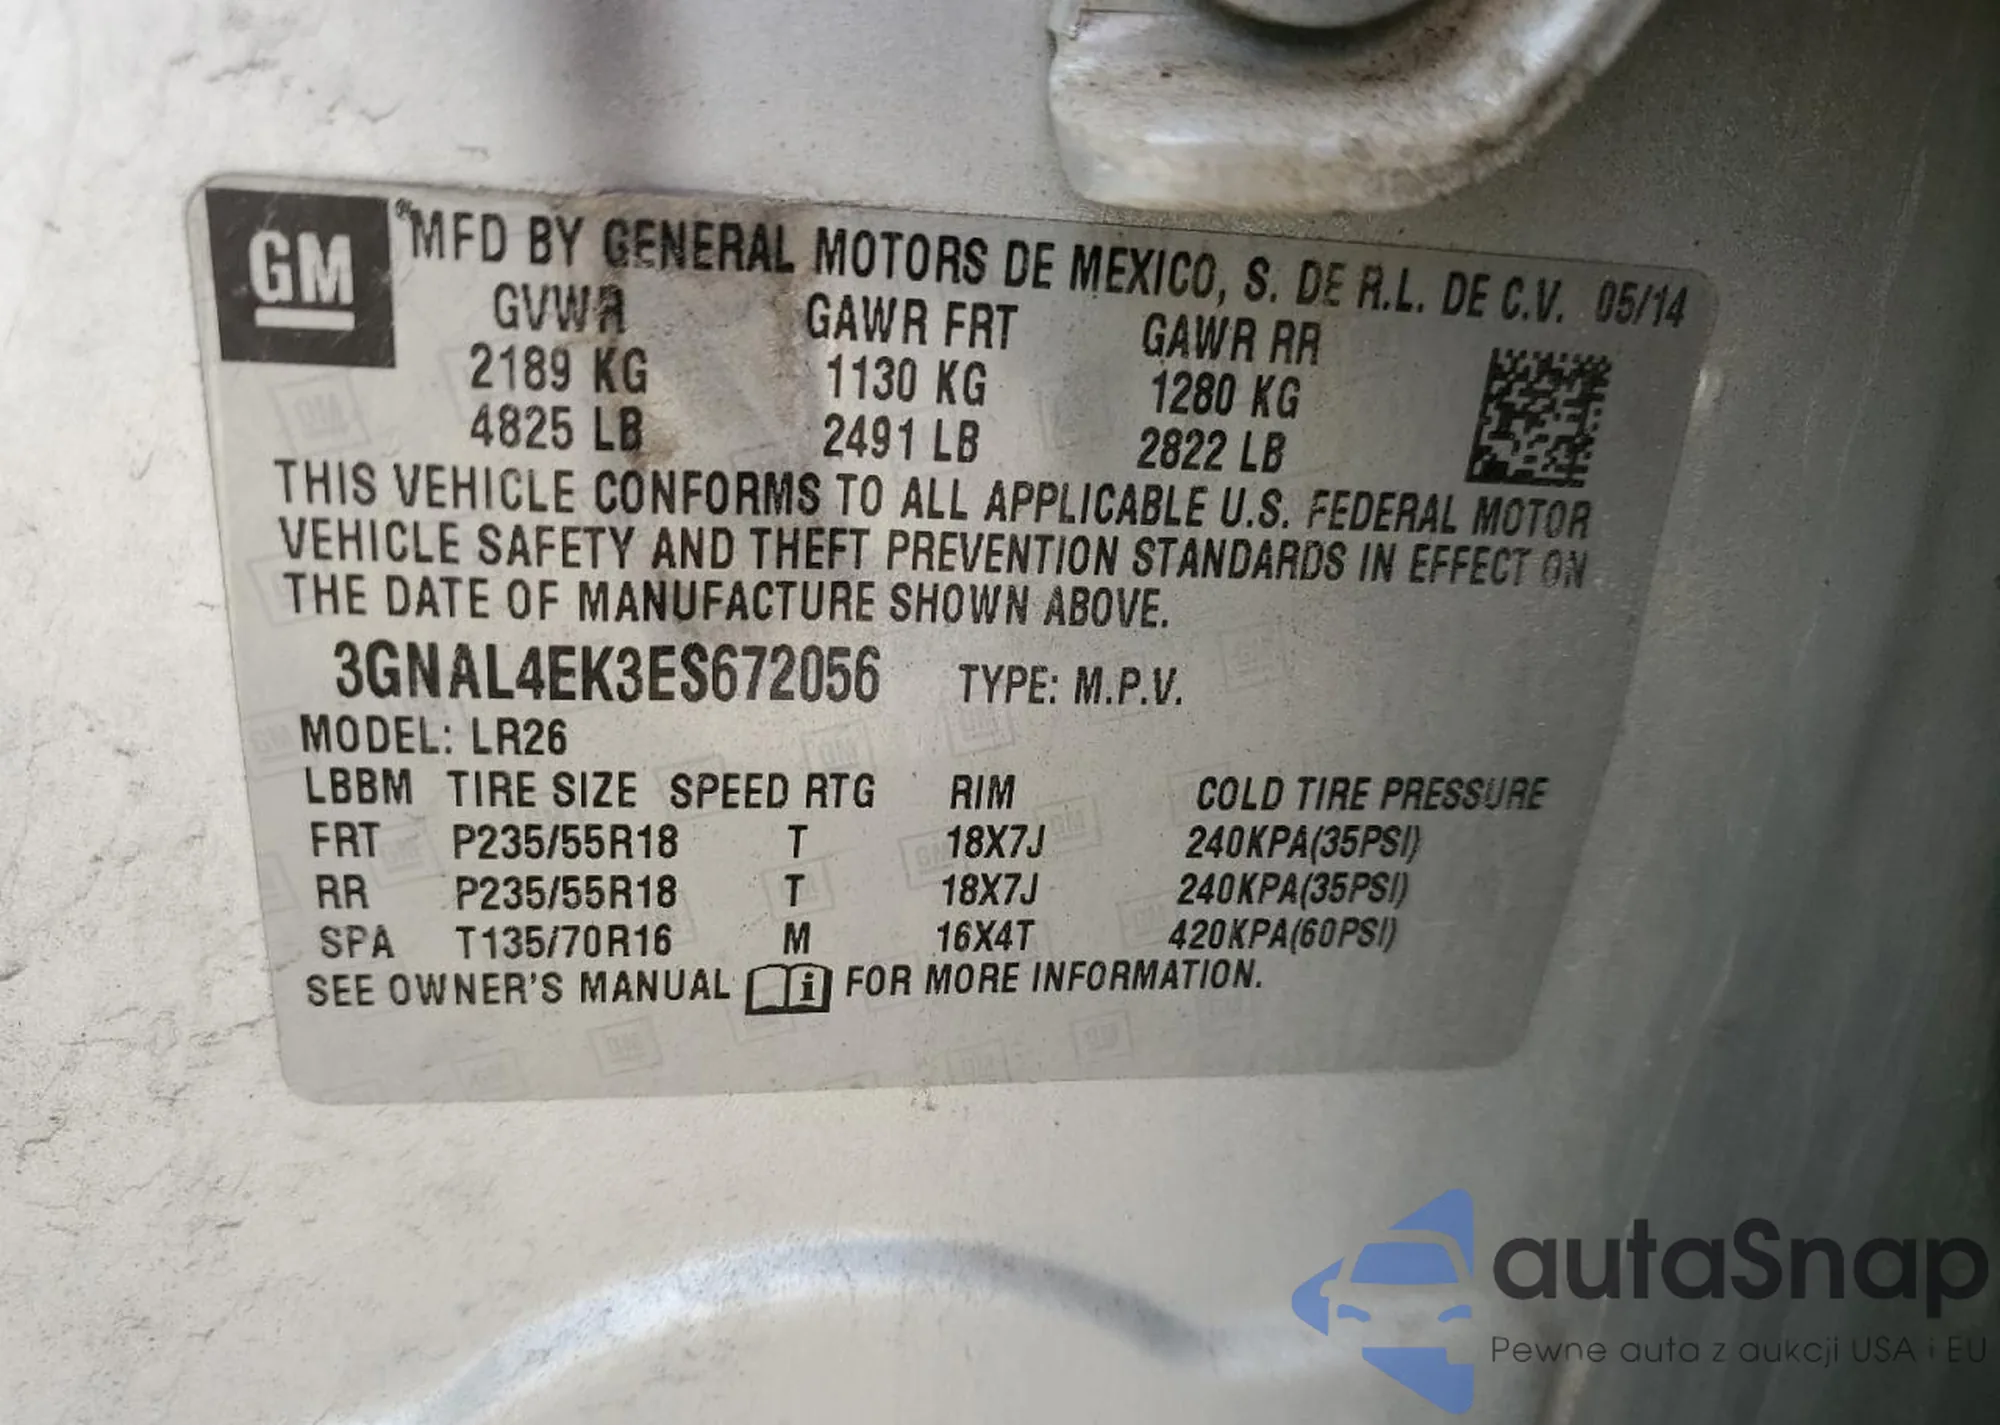 GM
MFD BY GENERAL MOTORS DE MEXICO, S. DE R.L. DE C.V. 05/14
GVWR GAWR FRT GAWR RR
2189 KG 1130 KG 1280 KG
4825 LB 2491 LB 2822 LB
THIS VEHICLE CONFORMS TO ALL APPLICABLE U.S. FEDERAL MOTOR
VEHICLE SAFETY AND THEFT PREVENTION STANDARDS IN EFFECT ON
THE DATE OF MANUFACTURE SHOWN ABOVE.
3GNAL4EK3ES672056 TYPE: M.P.V.
MODEL: LR26
LBBM TIRE SIZE SPEED RTG RIM COLD TIRE PRESSURE
FRT P235/55R18 T 18X7J 240KPA(35PSI)
RR P235/55R18 T 18X7J 240KPA(35PSI)
SPA T135/70R16 M 16X4T 420KPA(60PSI)
SEE OWNER'S MANUAL i FOR MORE INFORMATION.
autaSnap
Pewne auta z aukcji USA i EU